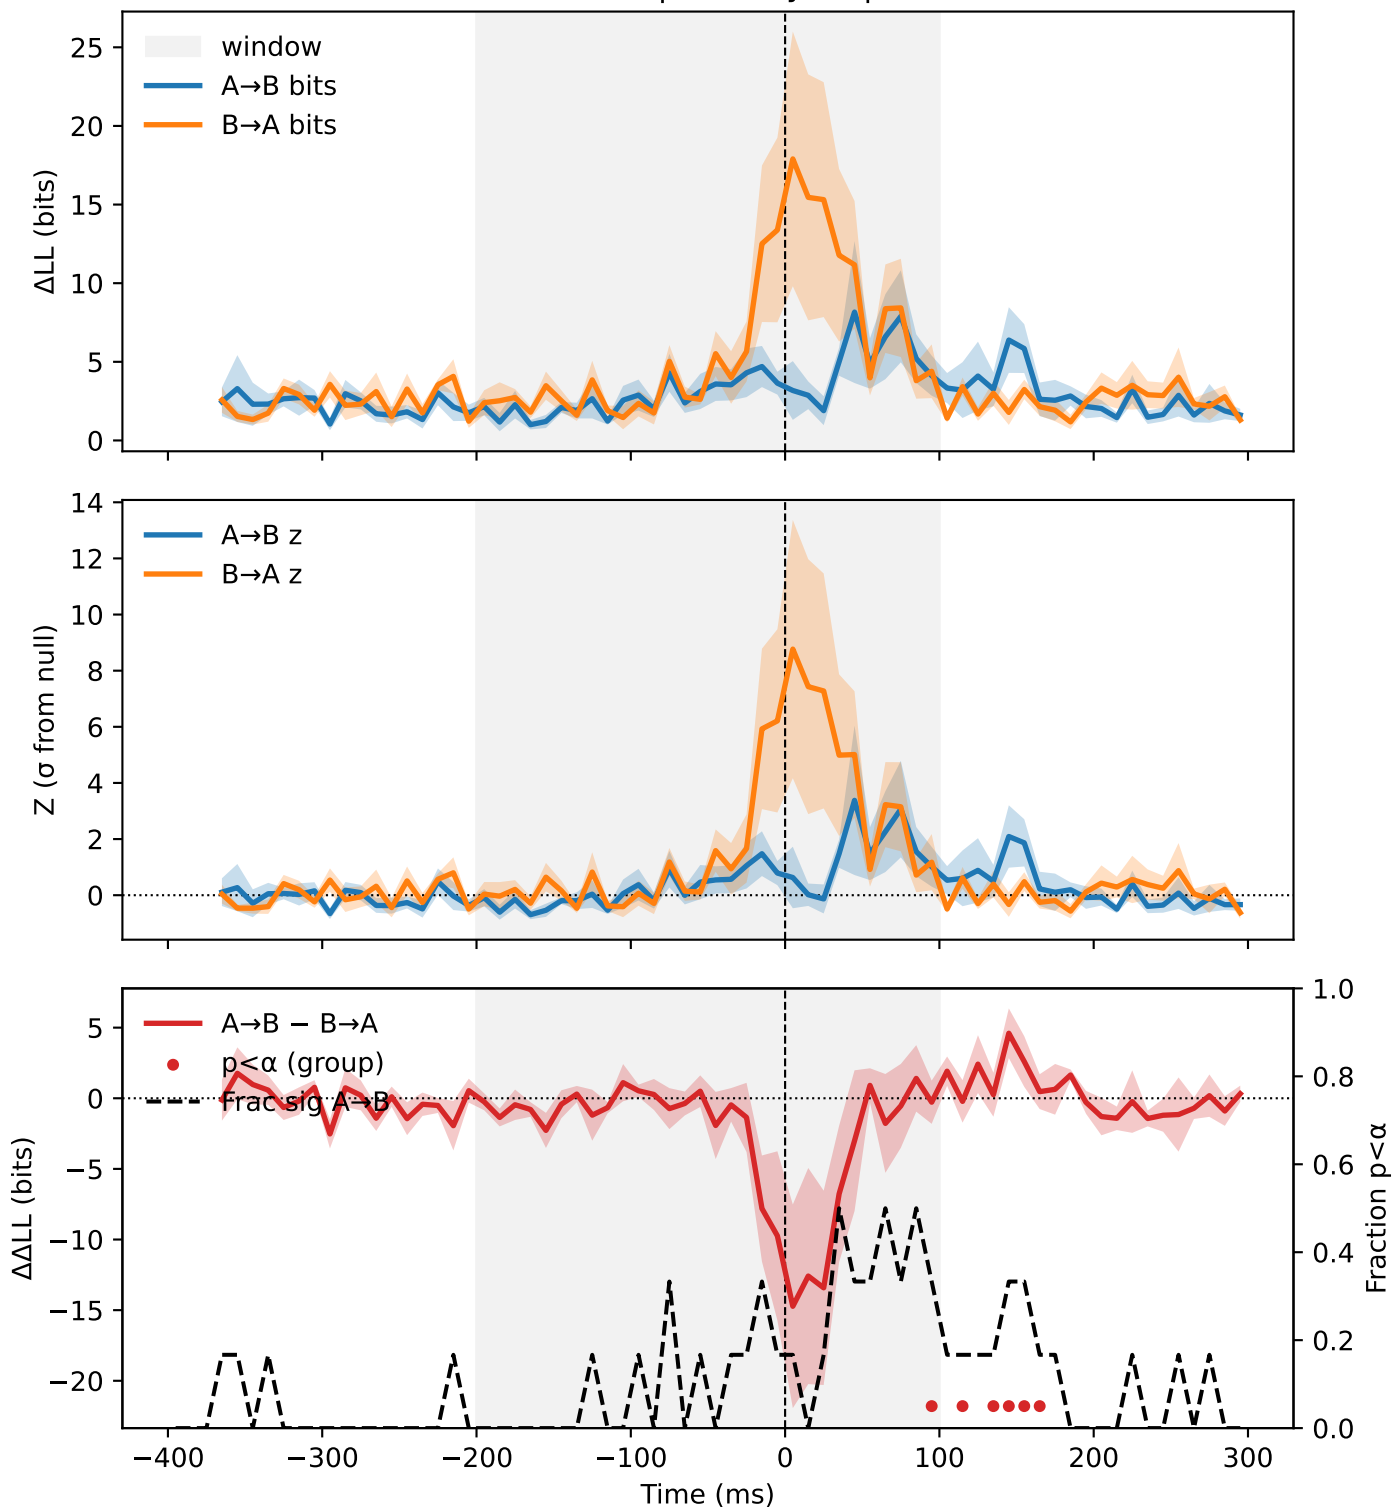 window
A→B bits
B→A bits
25
20
15
10
5
0
ΔLL (bits)
A→B z
B→A z
14
12
10
8
6
4
2
0
Z (σ from null)
A→B − B→A
p<α (group)
Frac sig A→B
5
0
−5
−10
−15
−20
ΔΔLL (bits)
1.0
0.8
0.6
0.4
0.2
0.0
Fraction p<α
−400 −300 −200 −100 0 100 200 300
Time (ms)